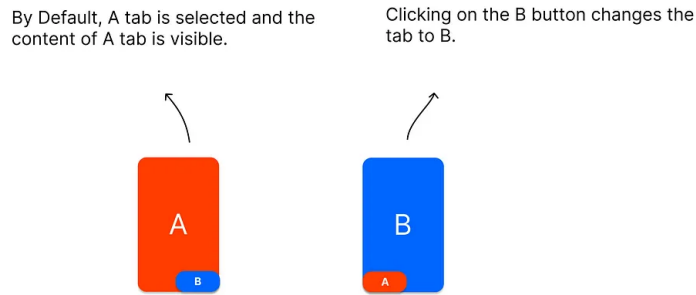 By Default, A tab is selected and the
content of A tab is visible.
Clicking on the B button changes the
tab to B.
A
B
B
A